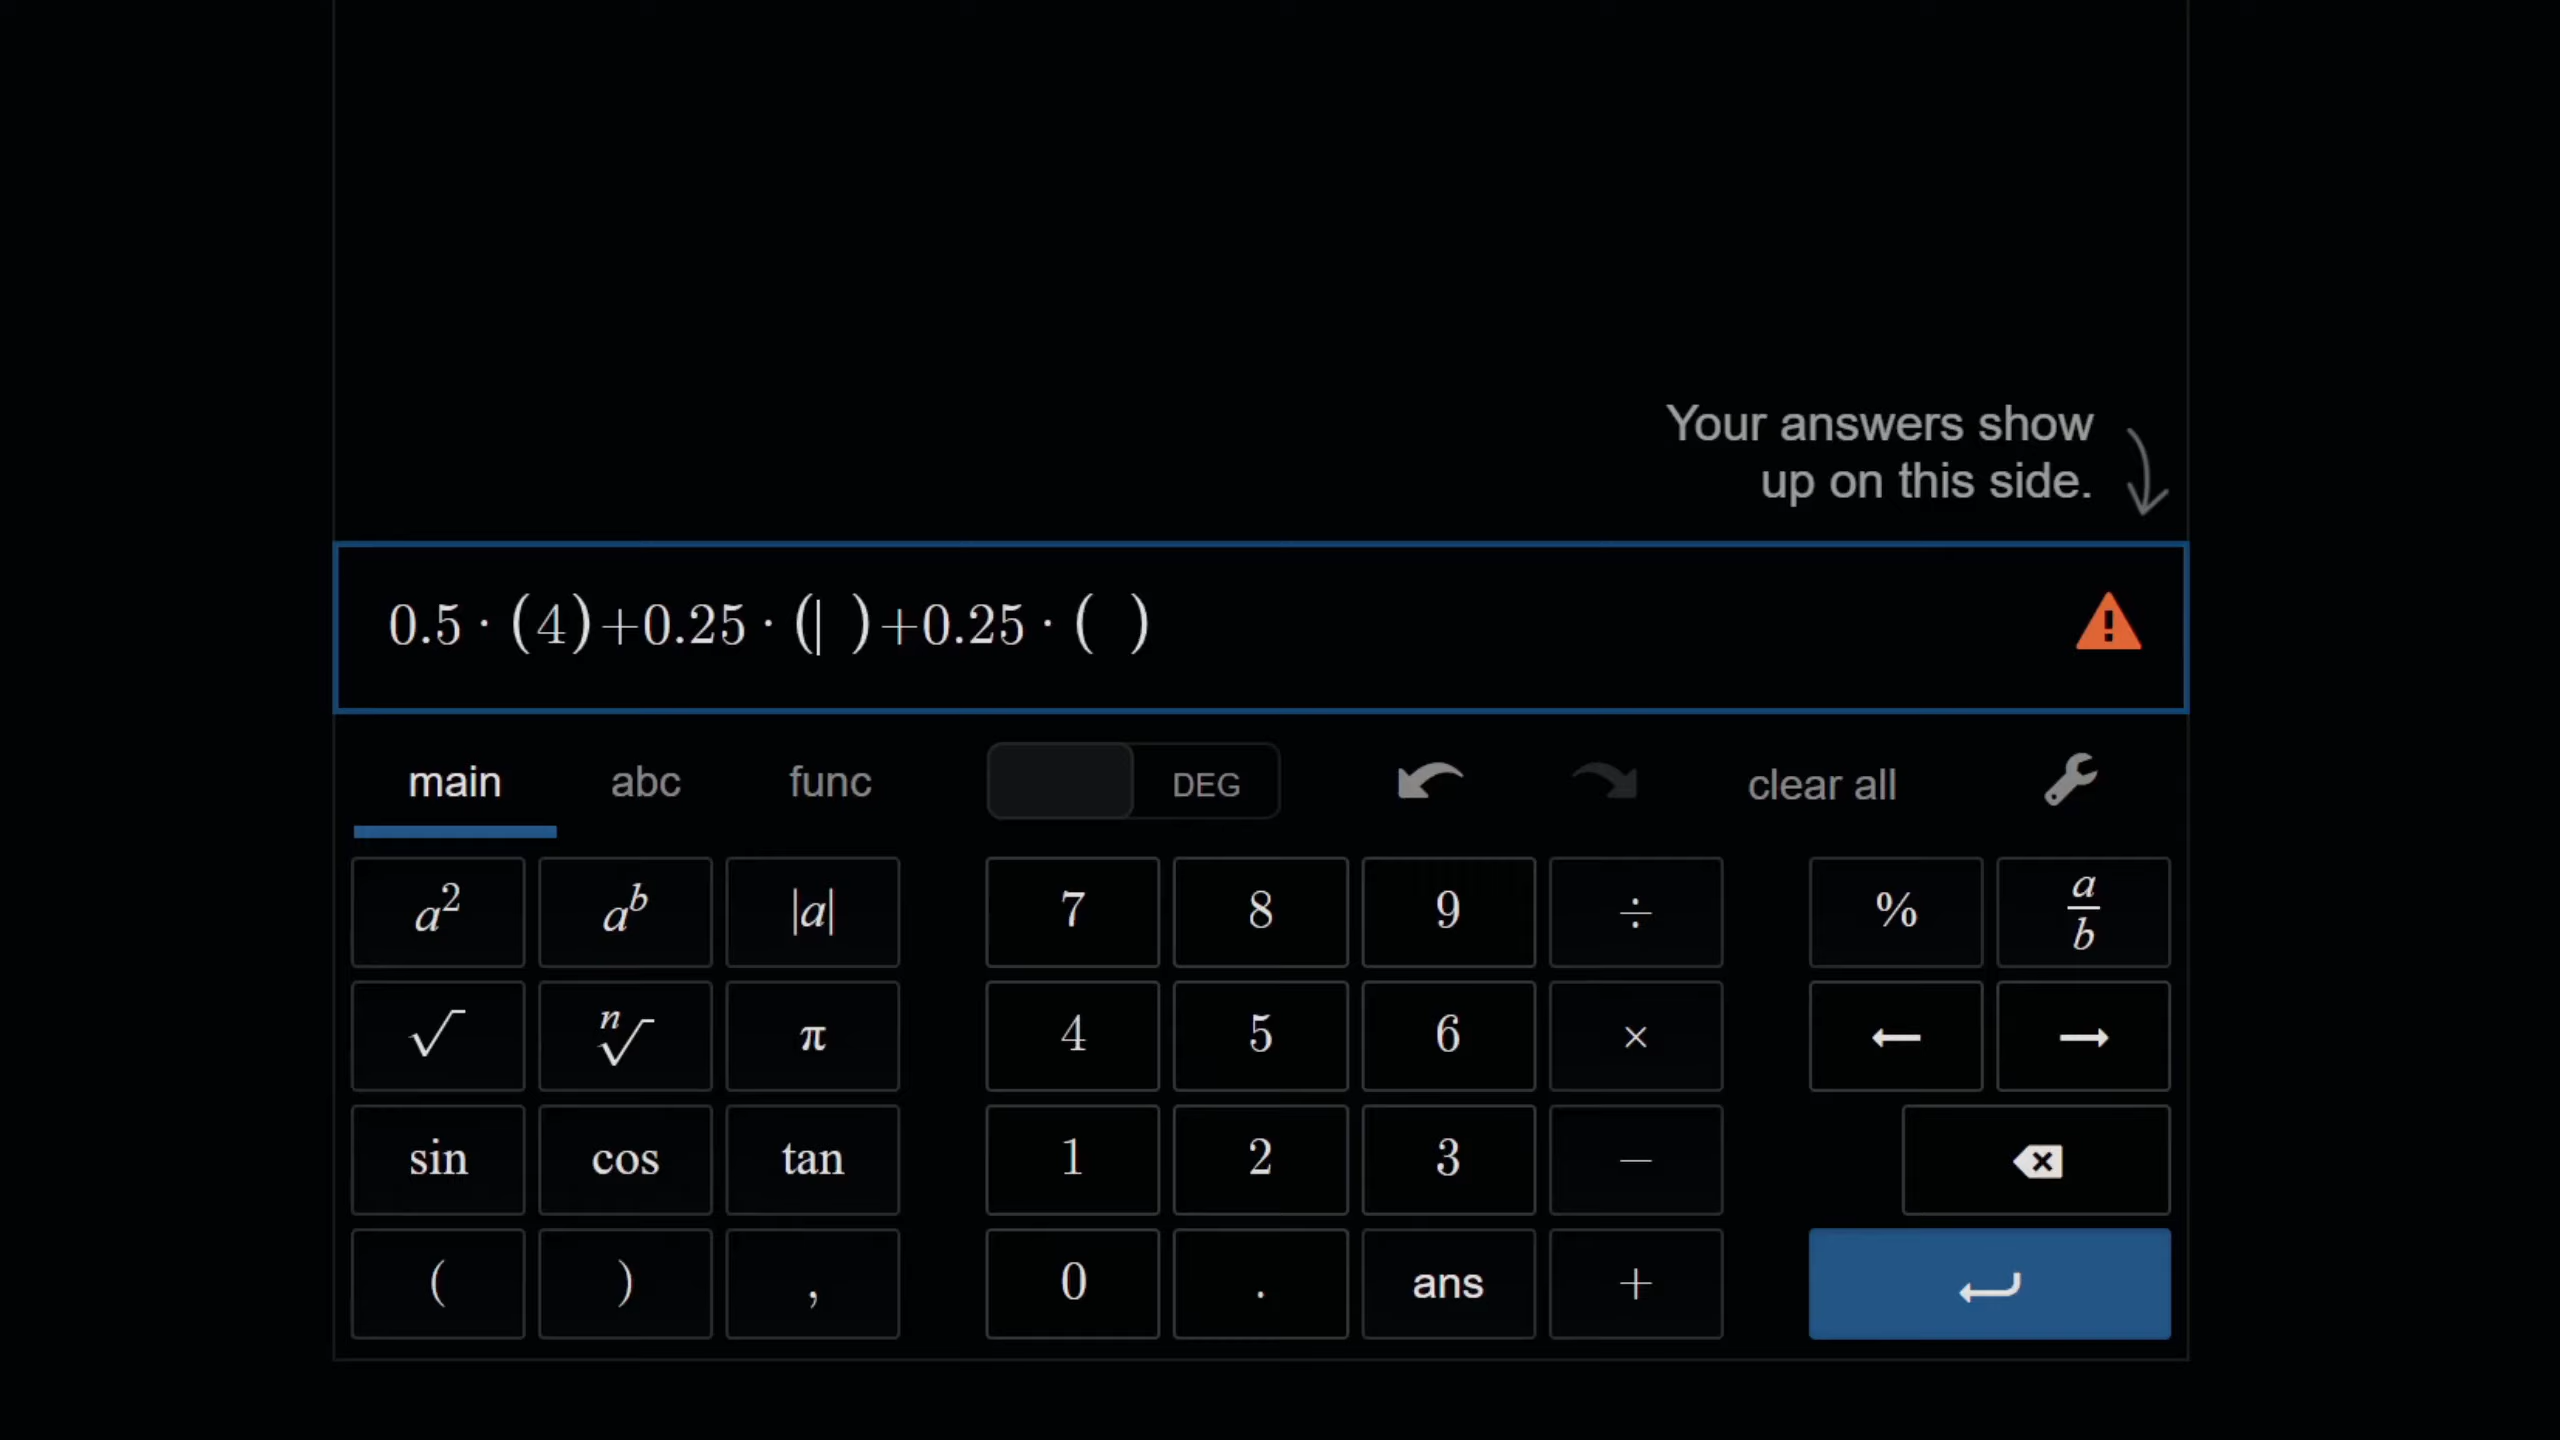 Your answers show
up on this side.
0.5 · (4)+0.25 · ( )+0.25 · ( )
main abc func DEG clear all
a² aᵇ |a| 7 8 9 ÷ % a/b
√ ⁿ√ π 4 5 6 × ← →
sin cos tan 1 2 3 −
( ) , 0 . ans +